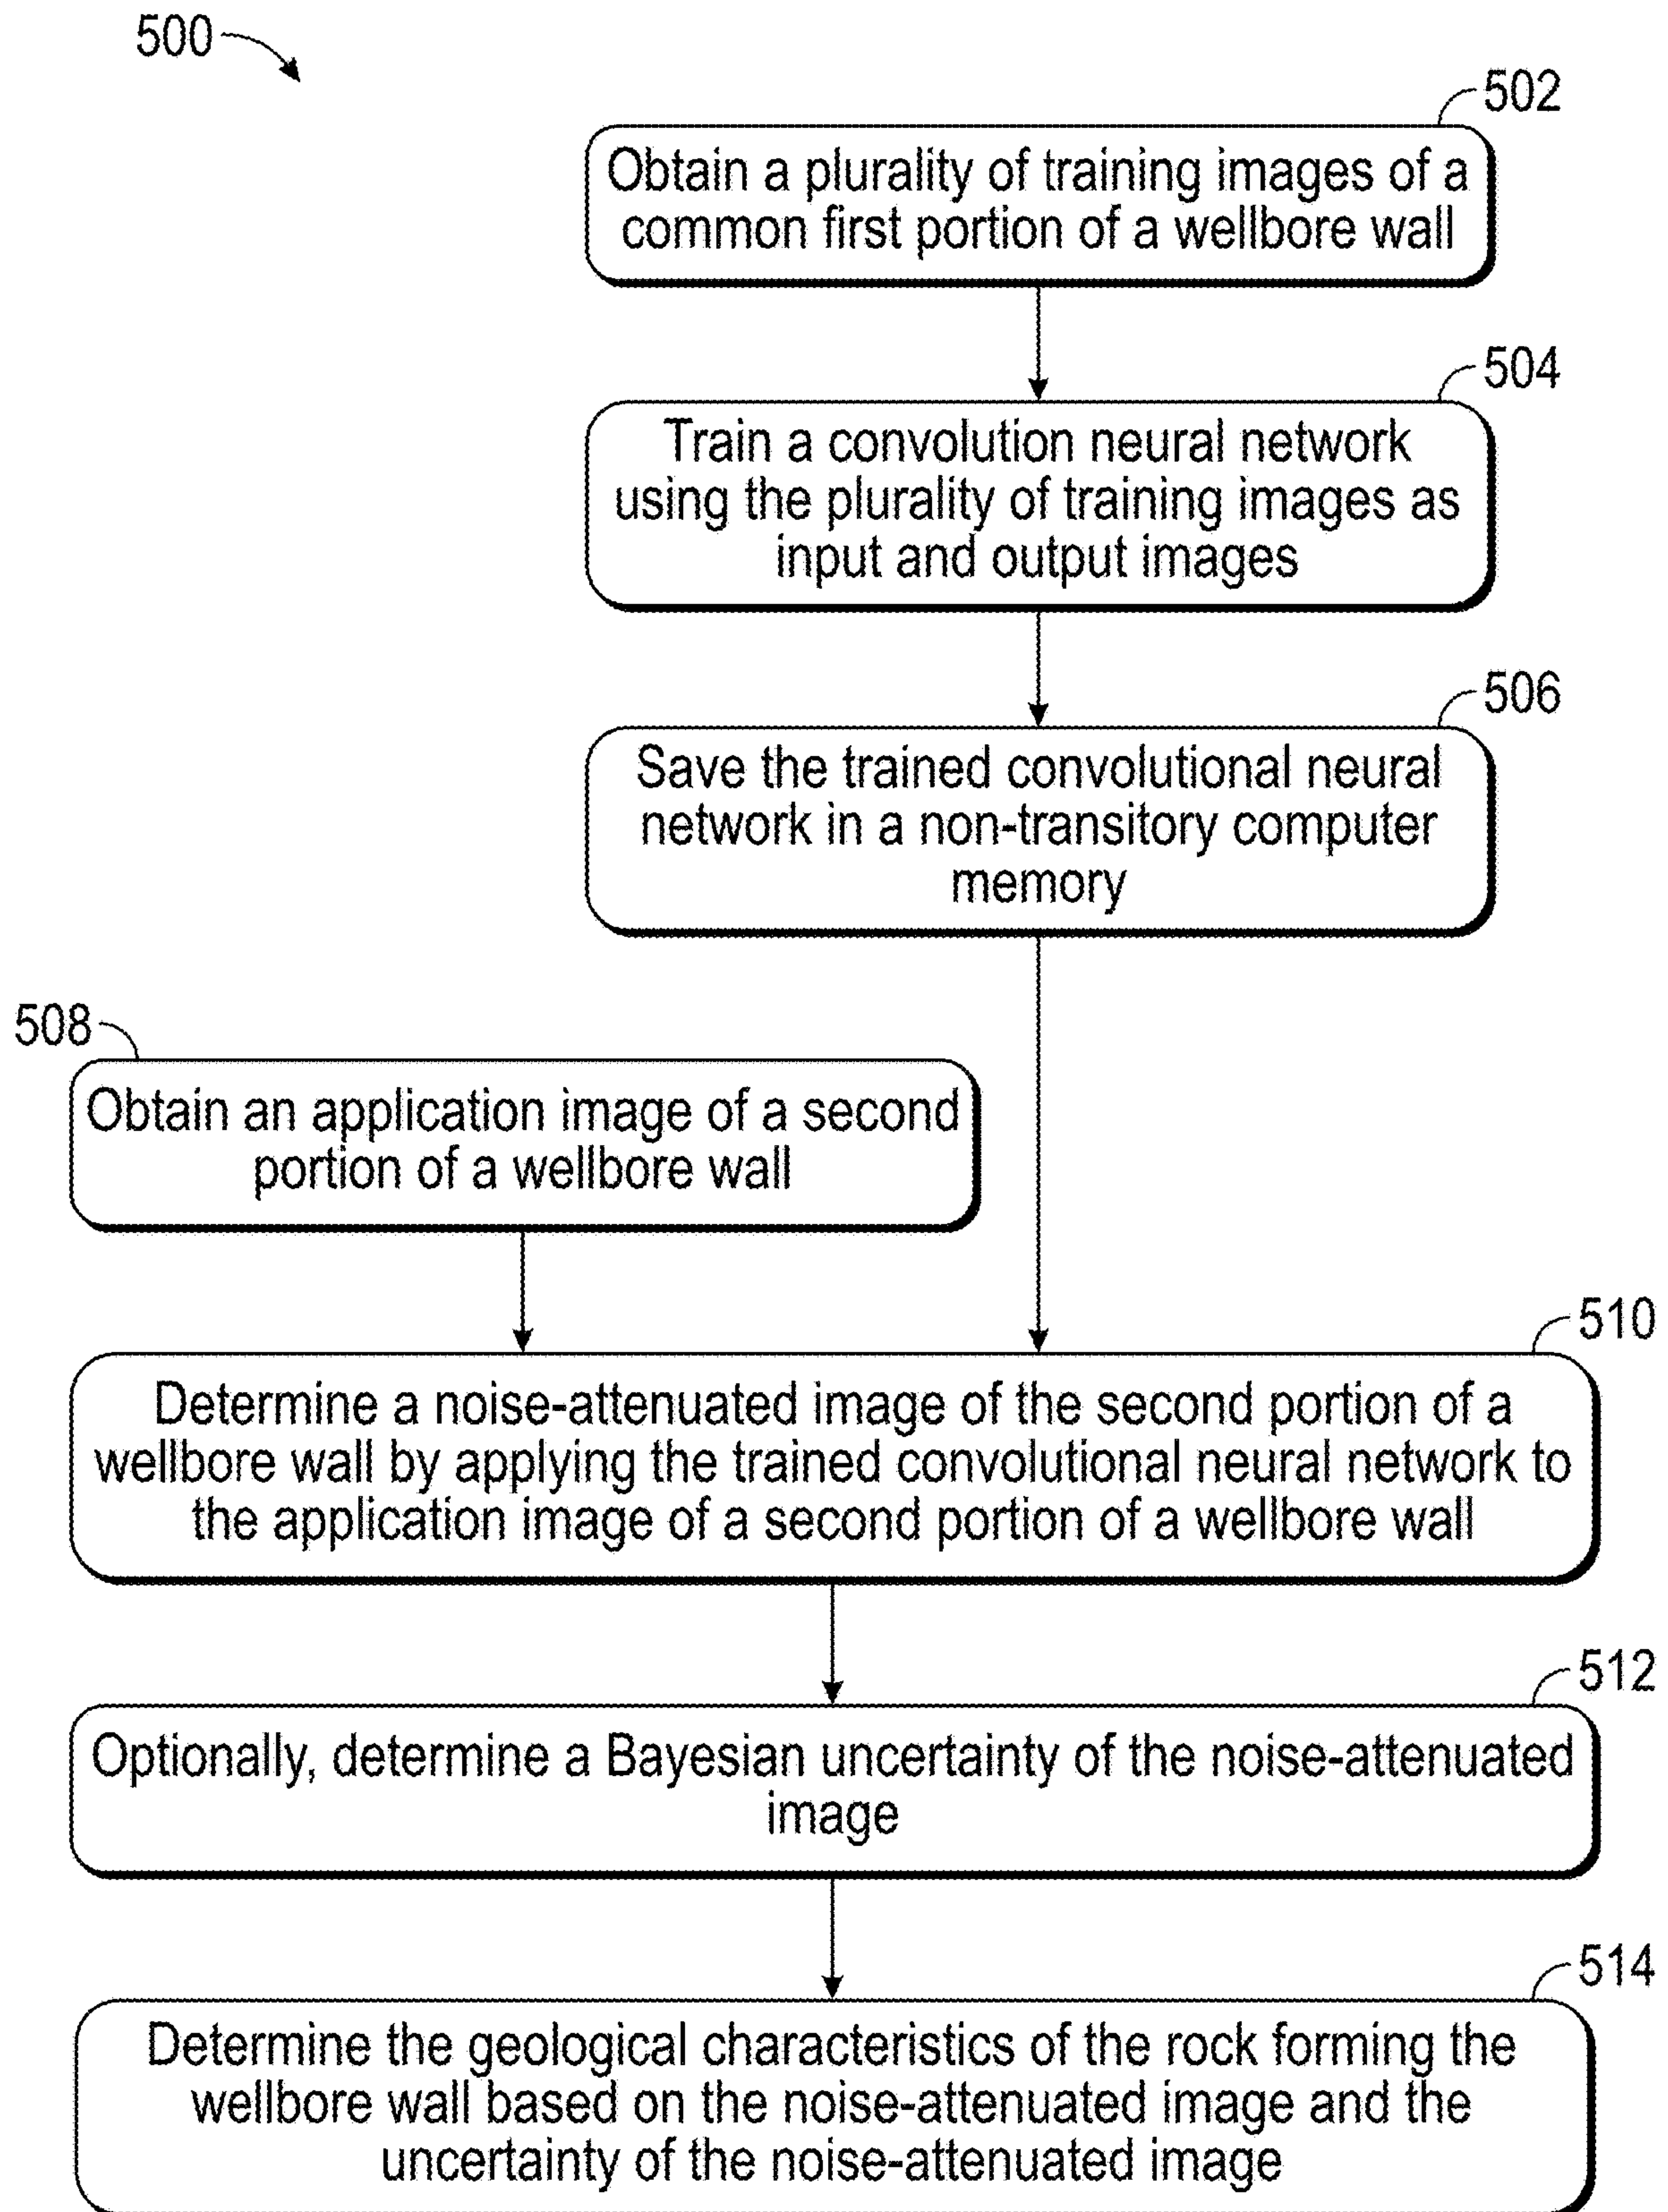 500
502
Obtain a plurality of training images of a
common first portion of a wellbore wall
504
Train a convolution neural network
using the plurality of training images as
input and output images
506
Save the trained convolutional neural
network in a non-transitory computer
memory
508
Obtain an application image of a second
portion of a wellbore wall
510
Determine a noise-attenuated image of the second portion of a
wellbore wall by applying the trained convolutional neural network to
the application image of a second portion of a wellbore wall
512
Optionally, determine a Bayesian uncertainty of the noise-attenuated
image
514
Determine the geological characteristics of the rock forming the
wellbore wall based on the noise-attenuated image and the
uncertainty of the noise-attenuated image